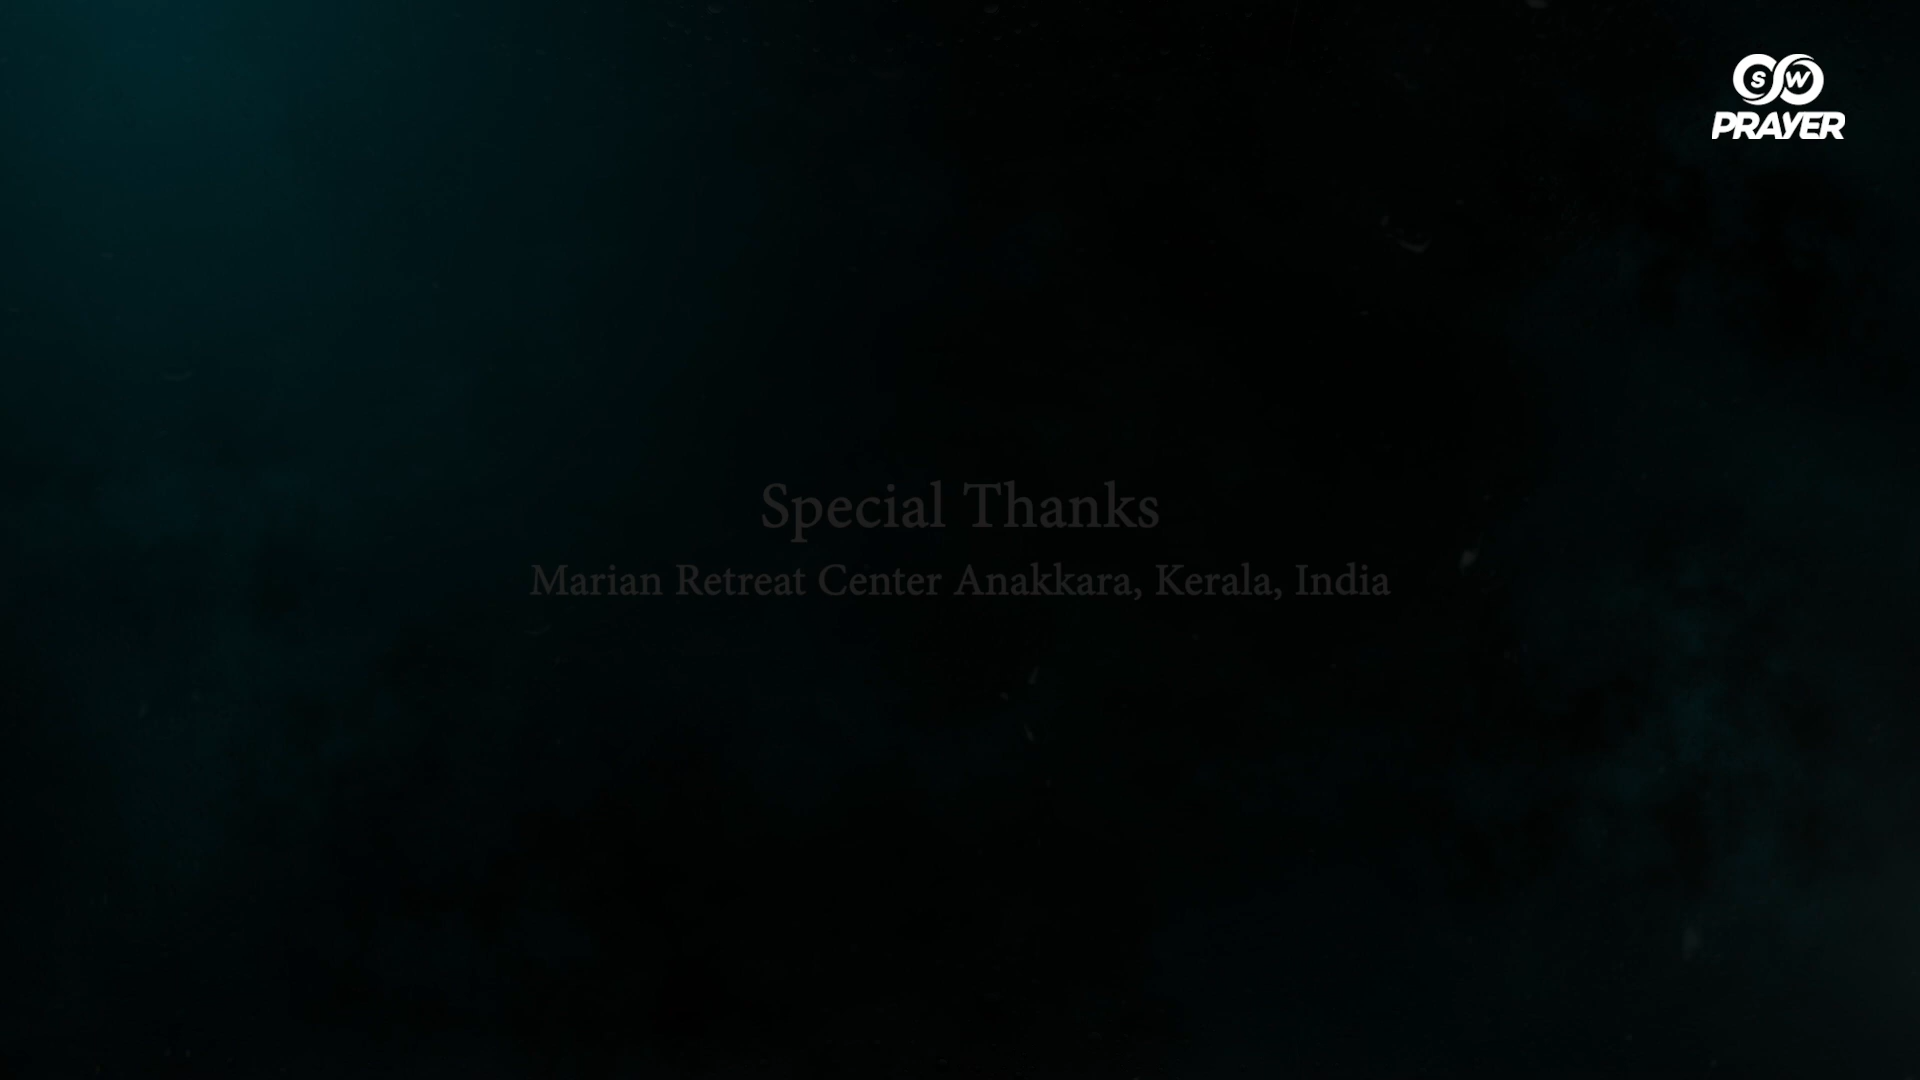 SW
PRAYER
Special Thanks
Marian Retreat Center Anakkara, Kerala, India